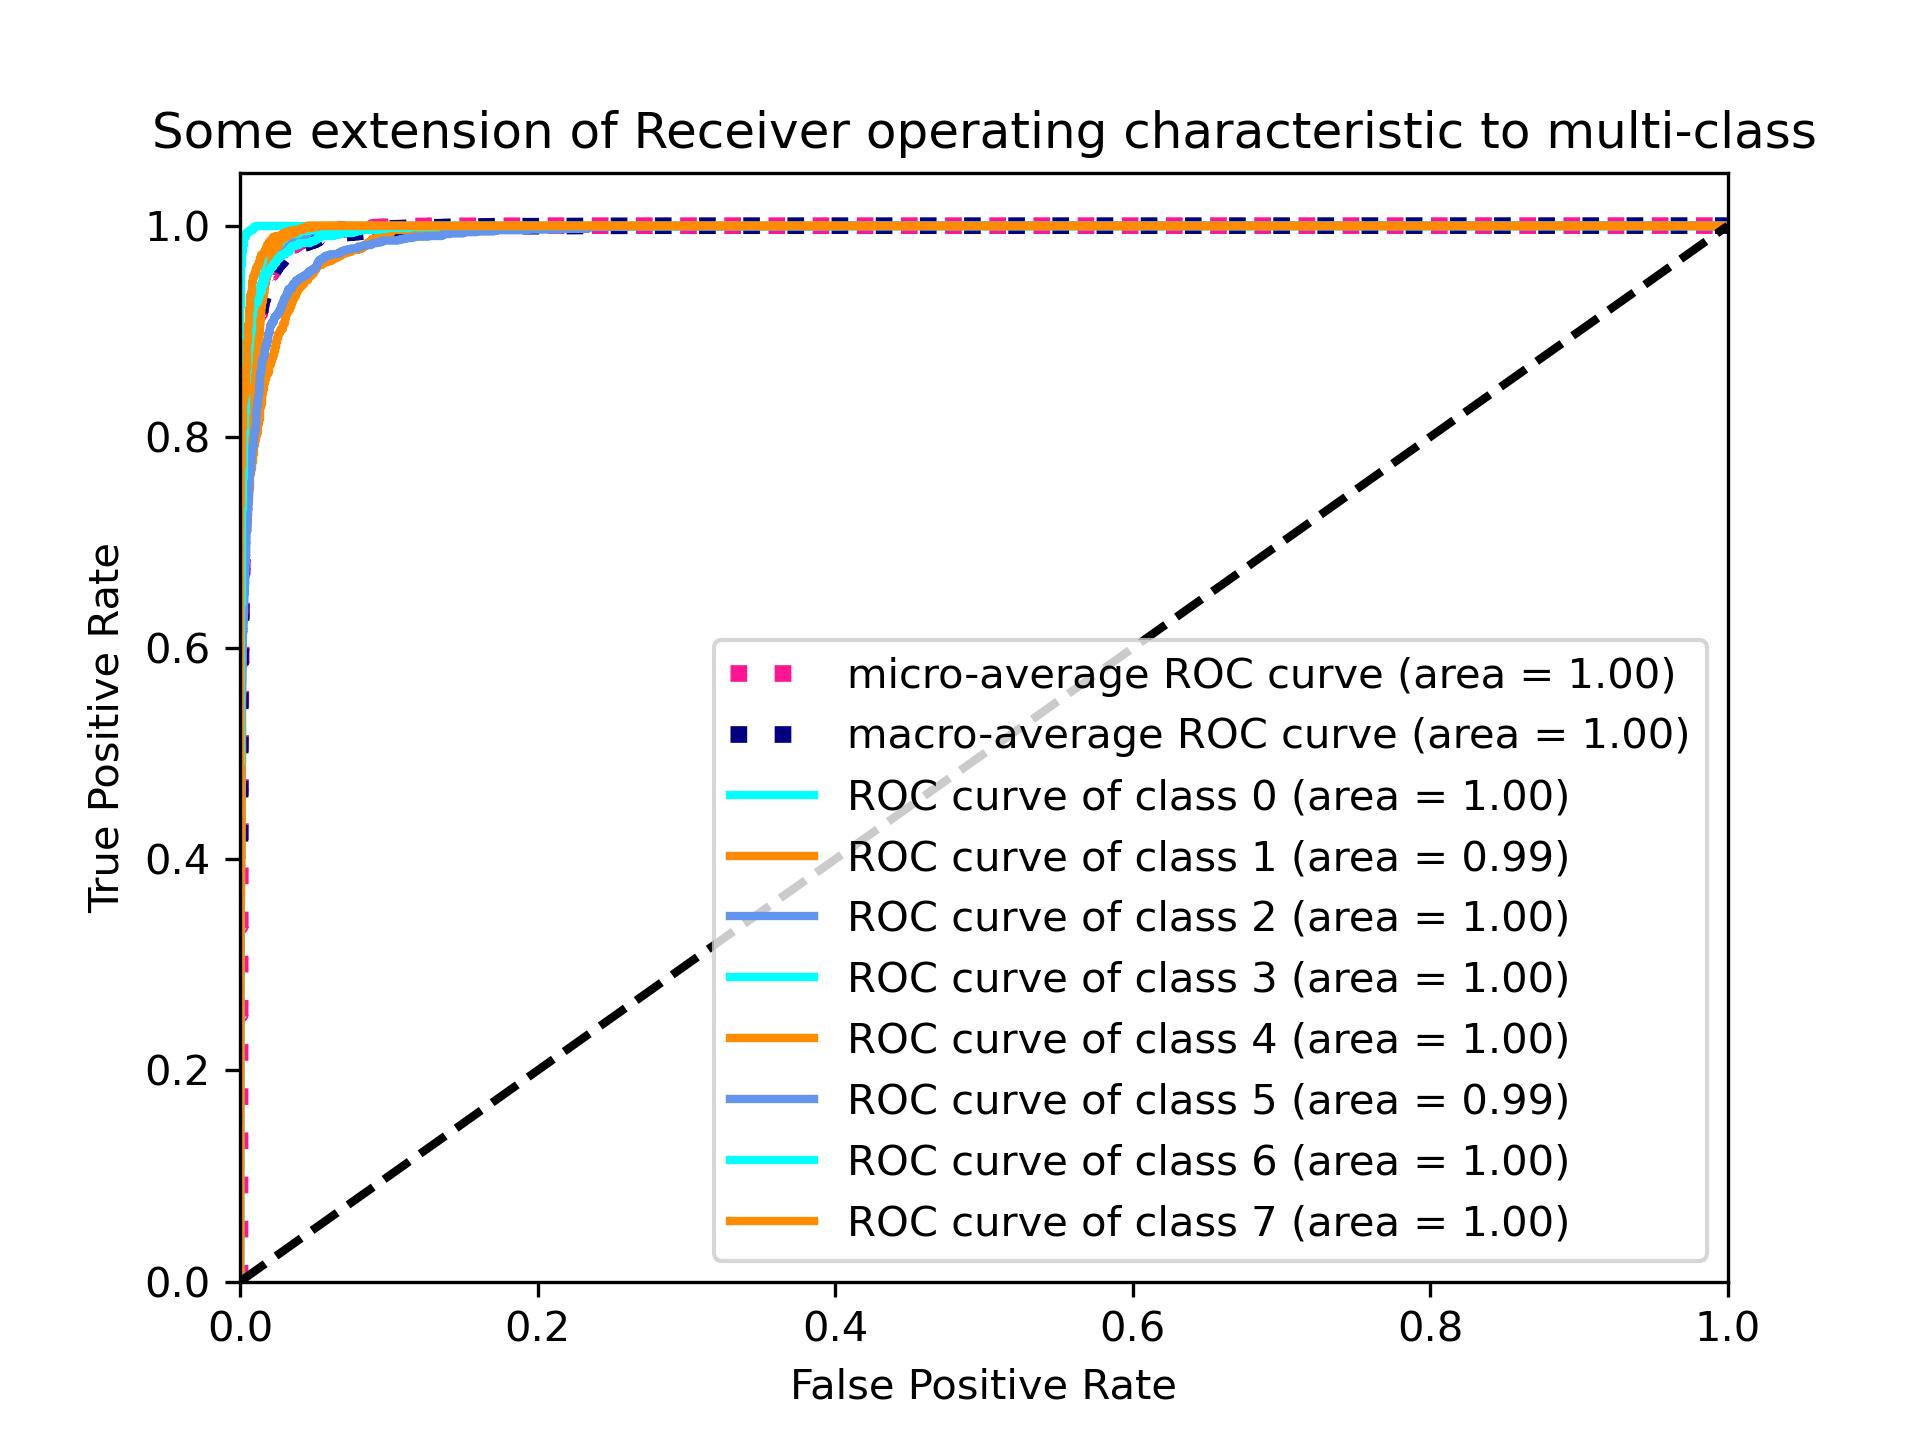 Some extension of Receiver operating characteristic to multi-class
1.0
0.8
0.6
0.4
0.2
0.0
True Positive Rate
micro-average ROC curve (area = 1.00)
macro-average ROC curve (area = 1.00)
ROC curve of class 0 (area = 1.00)
ROC curve of class 1 (area = 0.99)
ROC curve of class 2 (area = 1.00)
ROC curve of class 3 (area = 1.00)
ROC curve of class 4 (area = 1.00)
ROC curve of class 5 (area = 0.99)
ROC curve of class 6 (area = 1.00)
ROC curve of class 7 (area = 1.00)
0.0 0.2 0.4 0.6 0.8 1.0
False Positive Rate